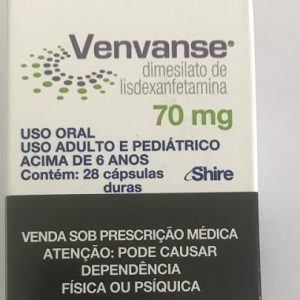 Venvanse®
dimesilato de
lisdexanfetamina
70 mg
USO ORAL
USO ADULTO E PEDIÁTRICO
ACIMA DE 6 ANOS
Contém: 28 cápsulas
duras
Shire
VENDA SOB PRESCRIÇÃO MÉDICA
ATENÇÃO: PODE CAUSAR
DEPENDÊNCIA
FÍSICA OU PSÍQUICA